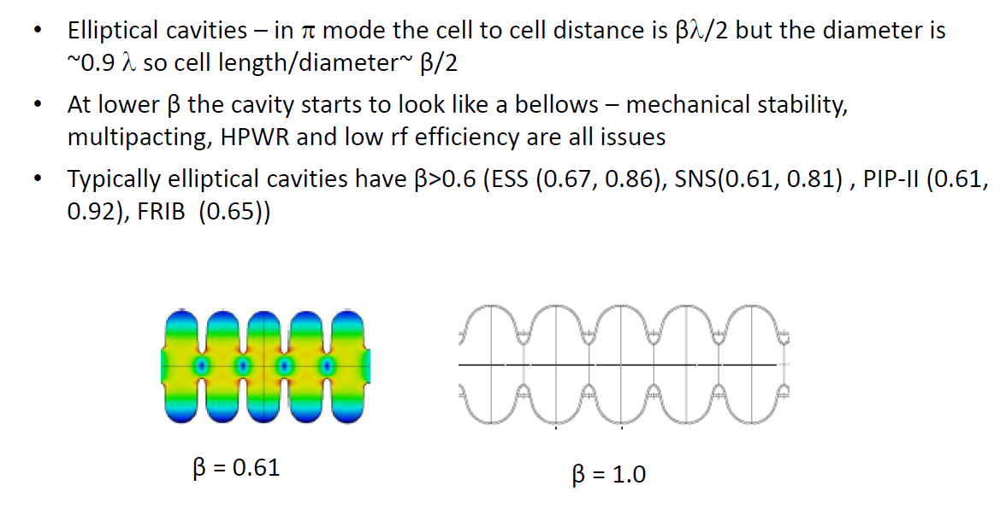 • Elliptical cavities – in π mode the cell to cell distance is βλ/2 but the diameter is
~0.9 λ so cell length/diameter~ β/2
• At lower β the cavity starts to look like a bellows – mechanical stability,
multipacting, HPWR and low rf efficiency are all issues
• Typically elliptical cavities have β>0.6 (ESS (0.67, 0.86), SNS(0.61, 0.81) , PIP-II (0.61,
0.92), FRIB  (0.65))
β = 0.61
β = 1.0